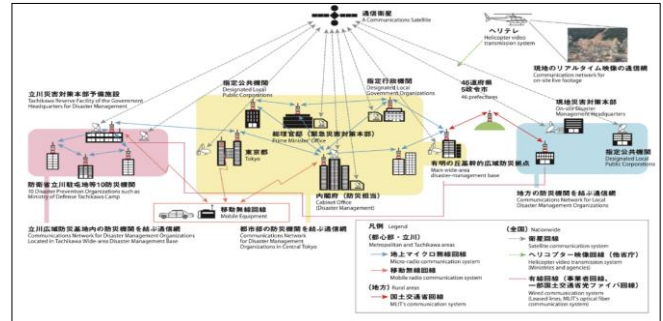 通信衛星
A Communications Satellite
ヘリテレ
Helicopter video
transmission system
現地のリアルタイム映像の通信網
Communication network for
on-site live footage
立川災害対策本部予備施設
Tachikawa Reserve Facility of the Government
Headquarters for Disaster Management
指定公共機関
Designated Local
Public Corporations
指定行政機関
Designated Local
Government Organizations
46道府県
5政令市
46 prefectures
現地災害対策本部
On-site Disaster
Management Headquarters
総理官邸（緊急災害対策本部）
Prime Minister' Office
東京都
Tokyo
指定公共機関
Designated Local
Public Corporations
防衛省立川駐屯地等10防災機関
10 Disaster Prevention Organizations such as
Ministry of Defense Tachikawa Camp
内閣府（防災担当）
Cabinet Office
(Disaster Management)
有明の丘基幹的広域防災拠点
Main wide-area
disaster-management base
移動無線回線
Mobile Equipment
地方の防災機関を結ぶ通信網
Communications Network for Local
Disaster Management Organizations
立川広域防災基地内の防災機関を結ぶ通信網
Communications Network for Disaster Management Organizations
Located in Tachikawa Wide-area Disaster Management Base
都市部の防災機関を結ぶ通信網
Communications Network
for Disaster Management
Organizations in Central Tokyo
凡例 Legend
（都心部・立川）
Metropolitan and Tachikawa areas
地上マイクロ無線回線
Micro-radio communication system
移動無線回線
Mobile radio communication system
（地方） Rural areas
国土交通省回線
MLIT's communication system
（全国） Nationwide
衛星回線
Satellite communication system
ヘリコプター映像回線（他省庁）
Helicopter video transmission system
(Ministries and agencies)
有線回線（事業者回線、
一部国土交通省光ファイバ回線）
Wired communication system
(Leased lines, MLIT's optical fiber
communication system)